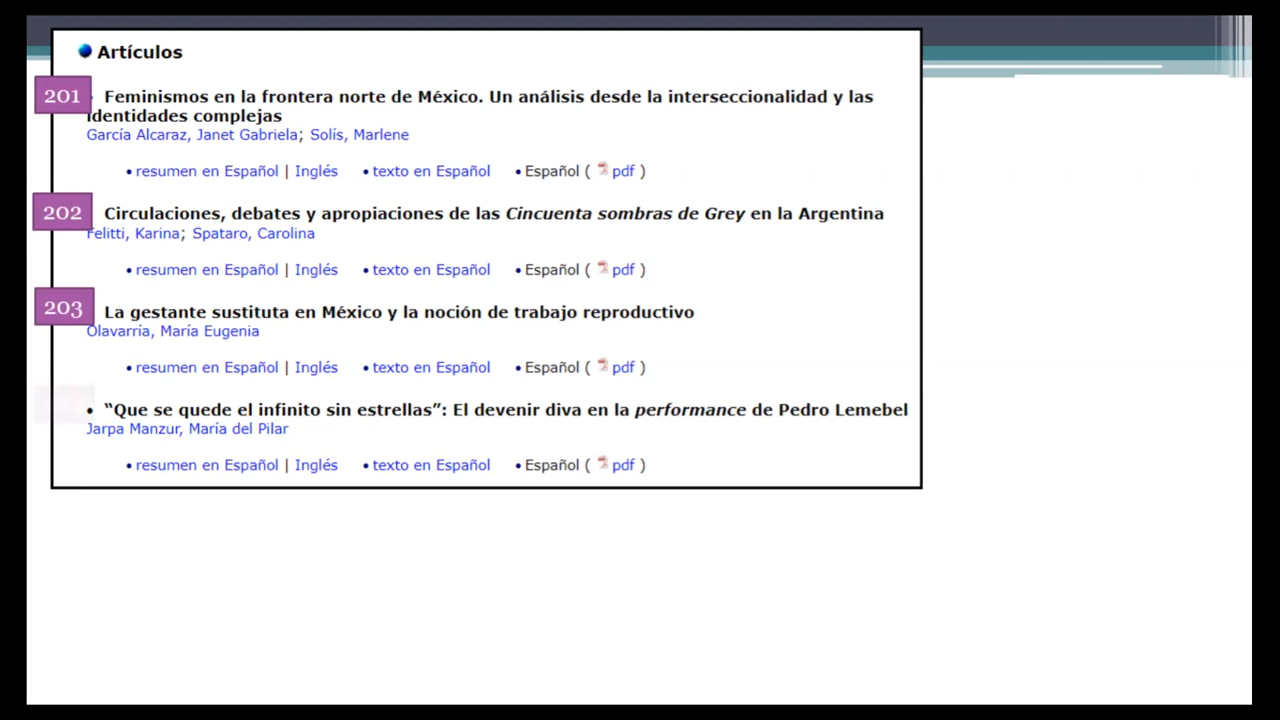 Artículos
201 Feminismos en la frontera norte de México. Un análisis desde la interseccionalidad y las
identidades complejas
García Alcaraz, Janet Gabriela; Solís, Marlene
• resumen en Español | Inglés • texto en Español • Español ( pdf )
202 Circulaciones, debates y apropiaciones de las Cincuenta sombras de Grey en la Argentina
Felitti, Karina; Spataro, Carolina
• resumen en Español | Inglés • texto en Español • Español ( pdf )
203 La gestante sustituta en México y la noción de trabajo reproductivo
Olavarría, María Eugenia
• resumen en Español | Inglés • texto en Español • Español ( pdf )
• “Que se quede el infinito sin estrellas”: El devenir diva en la performance de Pedro Lemebel
Jarpa Manzur, María del Pilar
• resumen en Español | Inglés • texto en Español • Español ( pdf )